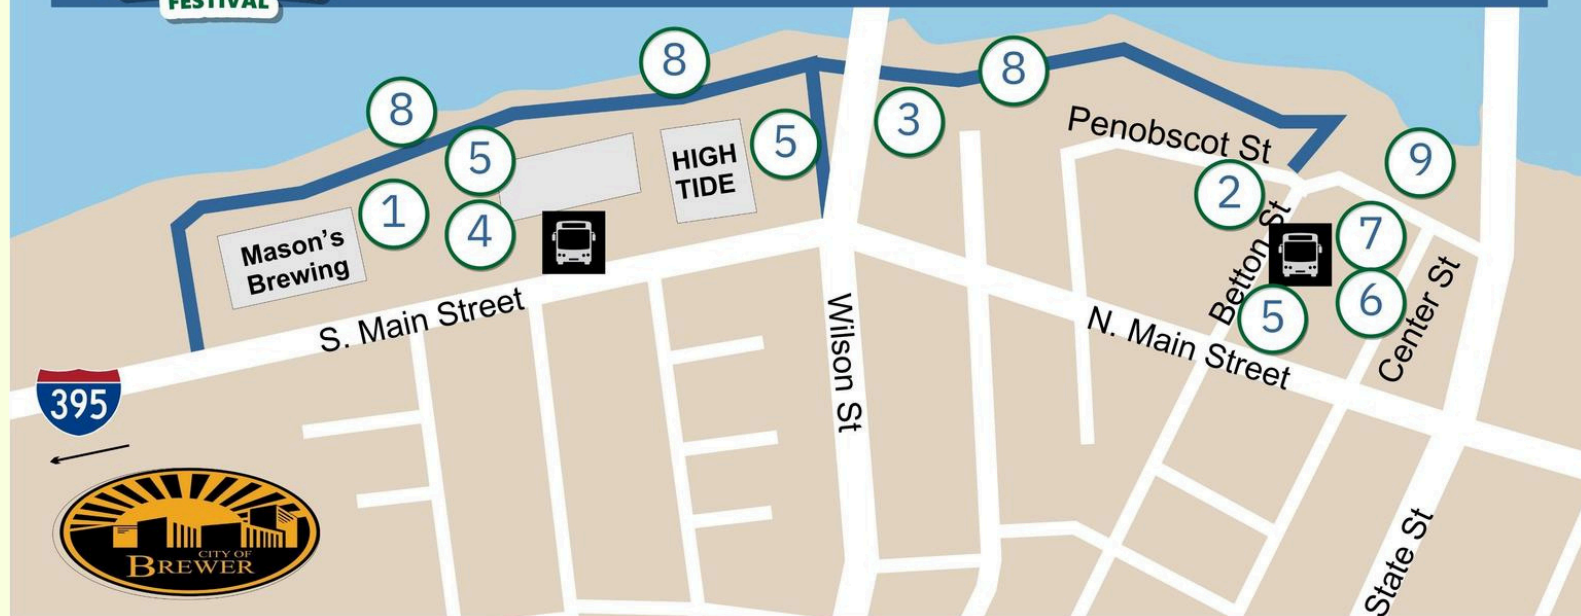 FESTIVAL
8
8
8
5
5
3
1
4
HIGH
TIDE
Mason's
Brewing
Penobscot St
9
2
7
6
5
Betton St
Center St
S. Main Street
Wilson St
N. Main Street
395
State St
CITY OF
BREWER